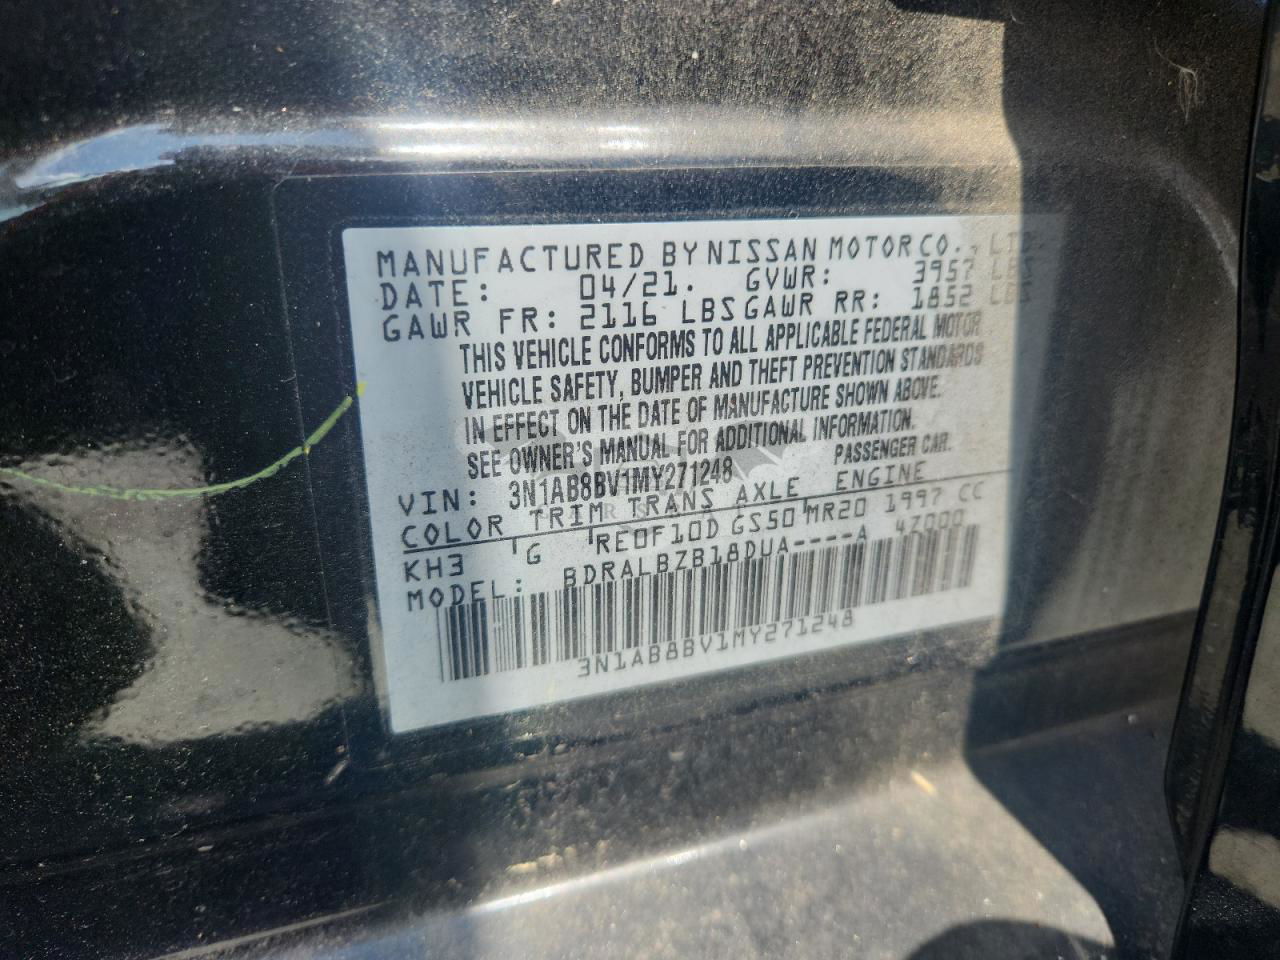 MANUFACTURED BY NISSAN MOTOR CO., LTD.
DATE: 04/21. GVWR: 3957 LBS
GAWR FR: 2116 LBS GAWR RR: 1852 LBS
THIS VEHICLE CONFORMS TO ALL APPLICABLE FEDERAL MOTOR
VEHICLE SAFETY, BUMPER AND THEFT PREVENTION STANDARDS
IN EFFECT ON THE DATE OF MANUFACTURE SHOWN ABOVE.
SEE OWNER'S MANUAL FOR ADDITIONAL INFORMATION.
VIN: 3N1AB8BV1MY271248 PASSENGER CAR.
COLOR TRIM TRANS AXLE ENGINE
KH3 G RE0F10D GS50 MR20 1997 CC
MODEL: BDRALBZB18DUA----A 47000
3N1AB8BV1MY271248